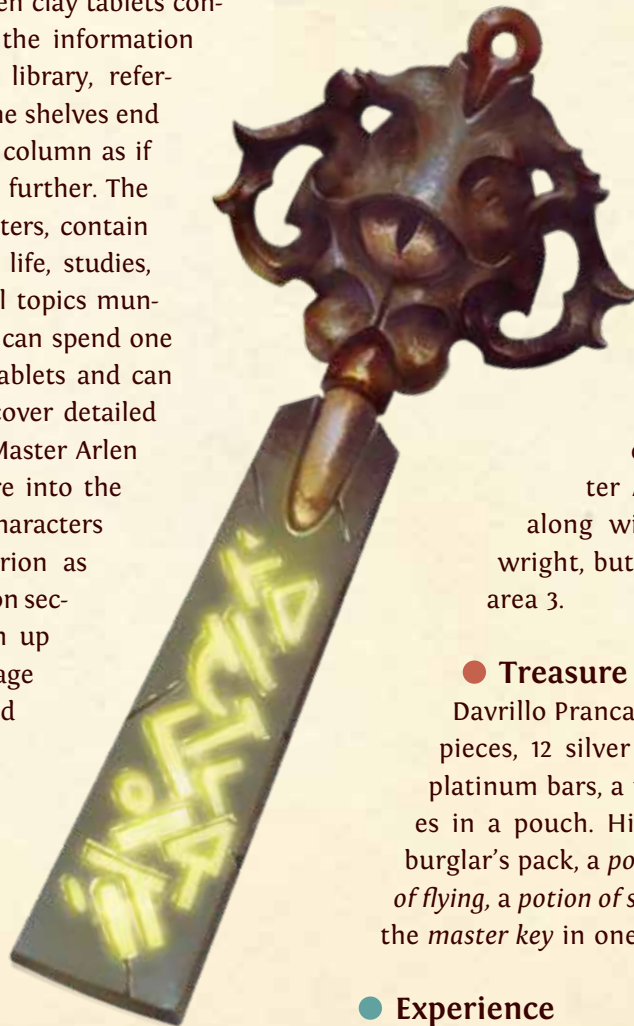 en clay tablets con-
the information
library, refer-
he shelves end
column as if
further. The
ters, contain
life, studies,
l topics mun-
can spend one
ablets and can
cover detailed
Master Arlen
re into the
haracters
rion as
on sec-
n up
age
d
ter
along wi
wright, but
area 3.
Treasure
Davrillo Pranca
pieces, 12 silver
platinum bars, a
es in a pouch. Hi
burglar's pack, a po
of flying, a potion of s
the master key in one
Experience